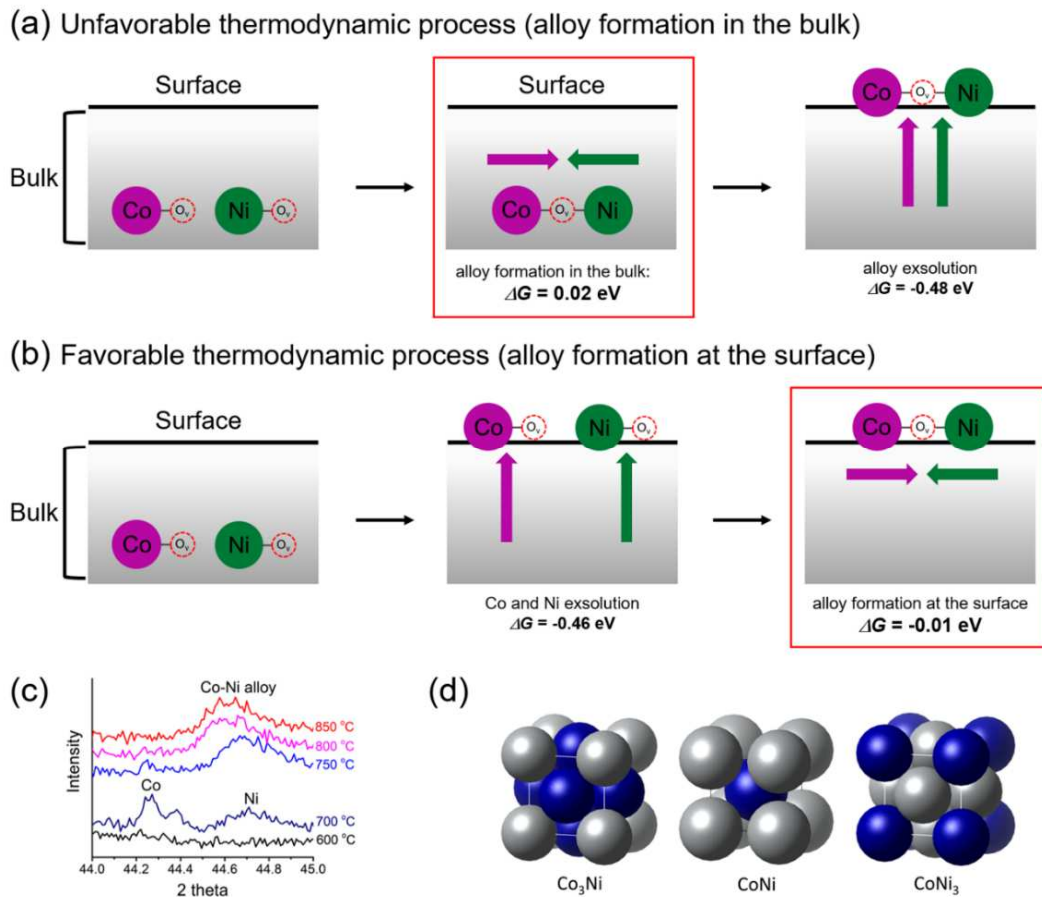 (a) Unfavorable thermodynamic process (alloy formation in the bulk)
Surface
Bulk
Co
Ov
Ni
Ov
Surface
Co
Ov
Ni
alloy formation in the bulk:
ΔG = 0.02 eV
Co
Ov
Ni
alloy exsolution
ΔG = -0.48 eV
(b) Favorable thermodynamic process (alloy formation at the surface)
Surface
Bulk
Co
Ov
Ni
Ov
Co
Ov
Ni
Ov
Co and Ni exsolution
ΔG = -0.46 eV
Co
Ov
Ni
alloy formation at the surface
ΔG = -0.01 eV
(c)
Co-Ni alloy
850 °C
800 °C
750 °C
Co
Ni
700 °C
600 °C
Intensity
44.0 44.2 44.4 44.6 44.8 45.0
2 theta
(d)
Co₃Ni
CoNi
CoNi₃